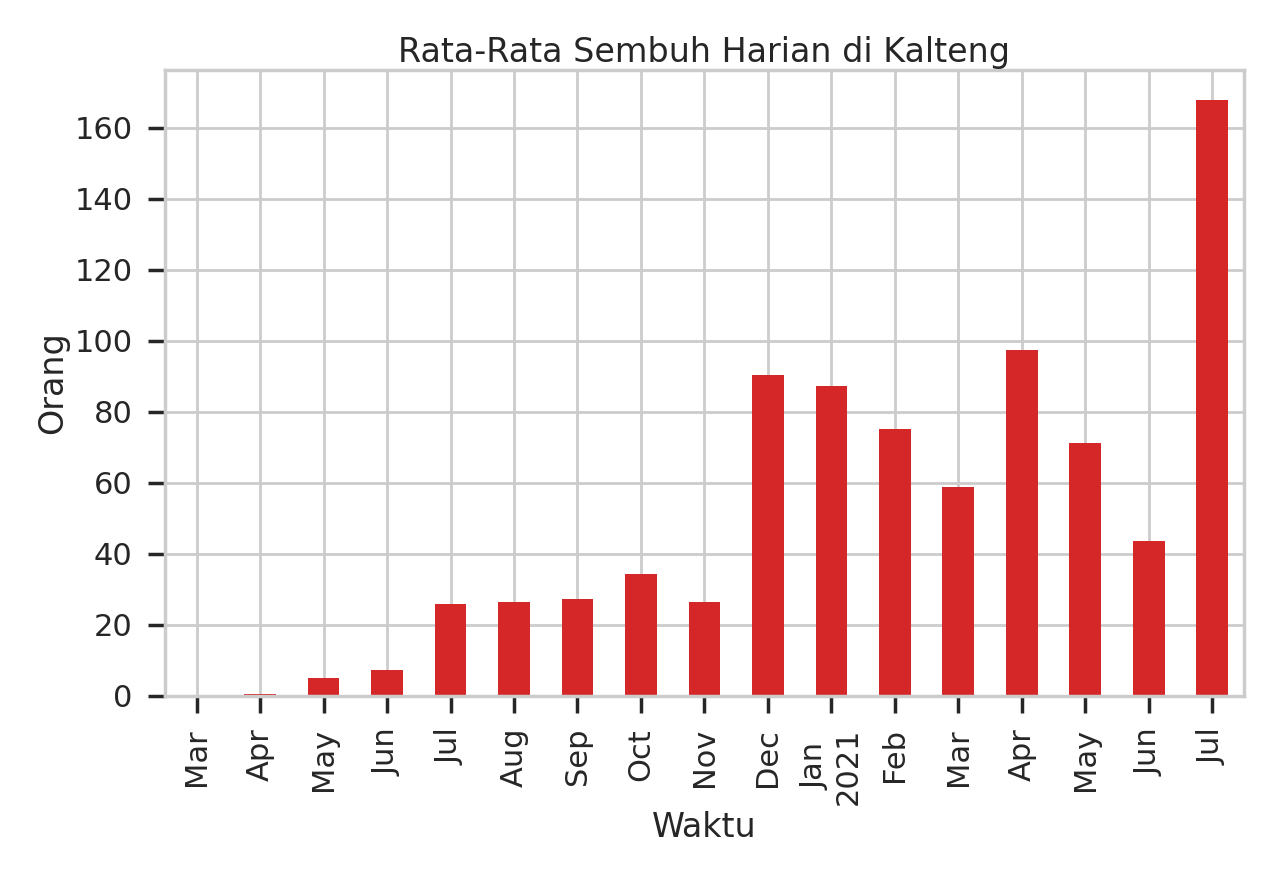 Rata-Rata Sembuh Harian di Kalteng
Orang
160
140
120
100
80
60
40
20
0
Mar
Apr
May
Jun
Jul
Aug
Sep
Oct
Nov
Dec
Jan
2021
Feb
Mar
Apr
May
Jun
Jul
Waktu